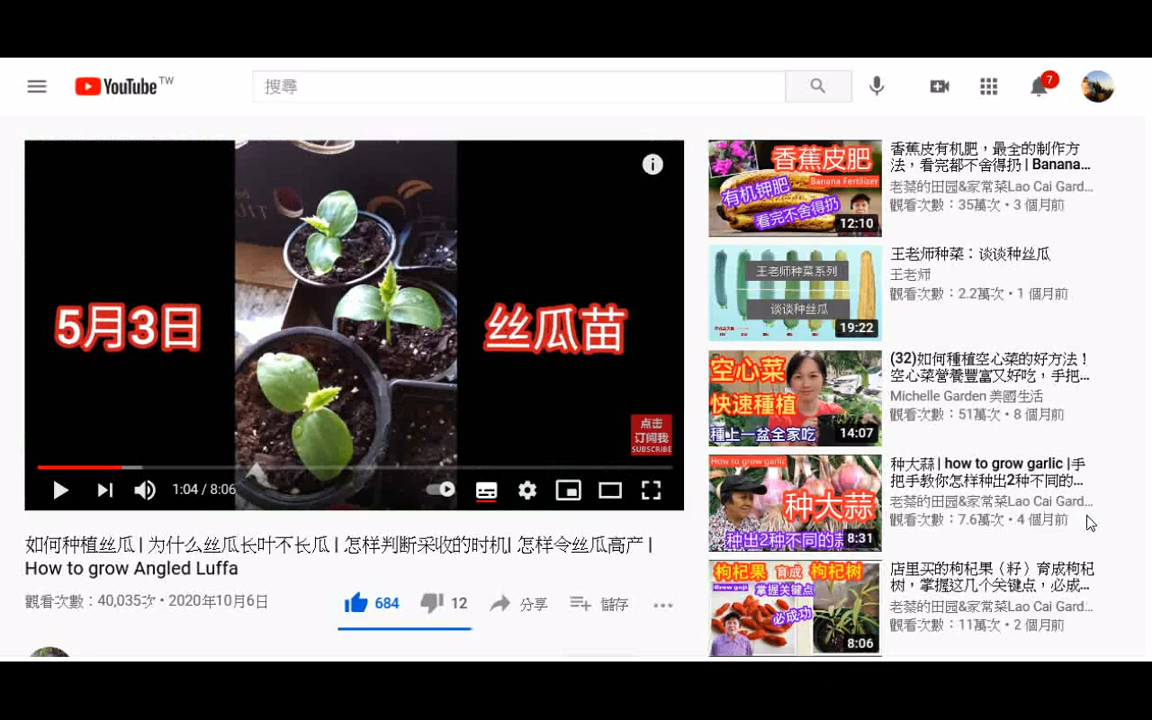 YouTube TW
搜尋
7
5月3日
丝瓜苗
点击
订阅我
SUBSCRIBE
1:04 / 8:06
如何种植丝瓜 | 为什么丝瓜长叶不长瓜 | 怎样判断采收的时机| 怎样令丝瓜高产 |
How to grow Angled Luffa
觀看次數：40,035次 • 2020年10月6日
684
12
分享
儲存
香蕉皮肥
Banana Fertilizer
有机钾肥
看完不舍得扔
12:10
香蕉皮有机肥，最全的制作方
法，看完都不舍得扔 | Banana...
老蔡的田园&家常菜Lao Cai Gard...
觀看次數：35萬次 • 3 個月前
王老师种菜系列
谈谈种丝瓜
19:22
王老师种菜：谈谈种丝瓜
王老师
觀看次數：2.2萬次 • 1 個月前
空心菜
快速種植
種上一盆全家吃
14:07
(32)如何種植空心菜的好方法！
空心菜營養豐富又好吃，手把...
Michelle Garden 美國生活
觀看次數：51萬次 • 8 個月前
How to grow garlic
种大蒜
种出2种不同的蒜
8:31
种大蒜 | how to grow garlic |手
把手教你怎样种出2种不同的...
老蔡的田园&家常菜Lao Cai Gard...
觀看次數：7.6萬次 • 4 個月前
枸杞果 育成 枸杞树
掌握关键点
必成功
8:06
店里买的枸杞果（籽）育成枸杞
树，掌握这几个关键点，必成...
老蔡的田园&家常菜Lao Cai Gard...
觀看次數：11萬次 • 2 個月前